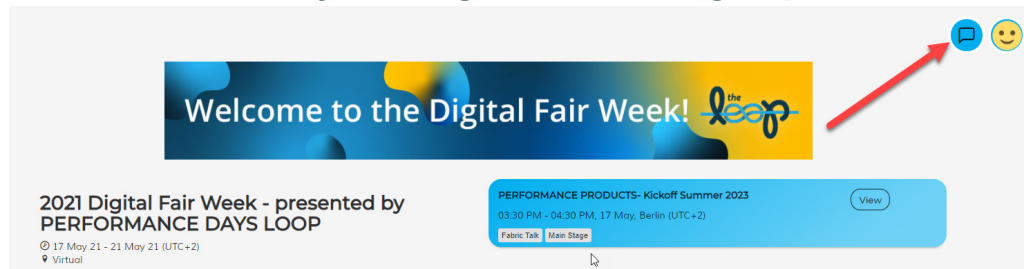 Welcome to the Digital Fair Week!
the
loop
2021 Digital Fair Week - presented by
PERFORMANCE DAYS LOOP
17 May 21 - 21 May 21 (UTC+2)
Virtual
PERFORMANCE PRODUCTS- Kickoff Summer 2023
View
03:30 PM - 04:30 PM, 17 May, Berlin (UTC+2)
Fabric Talk Main Stage